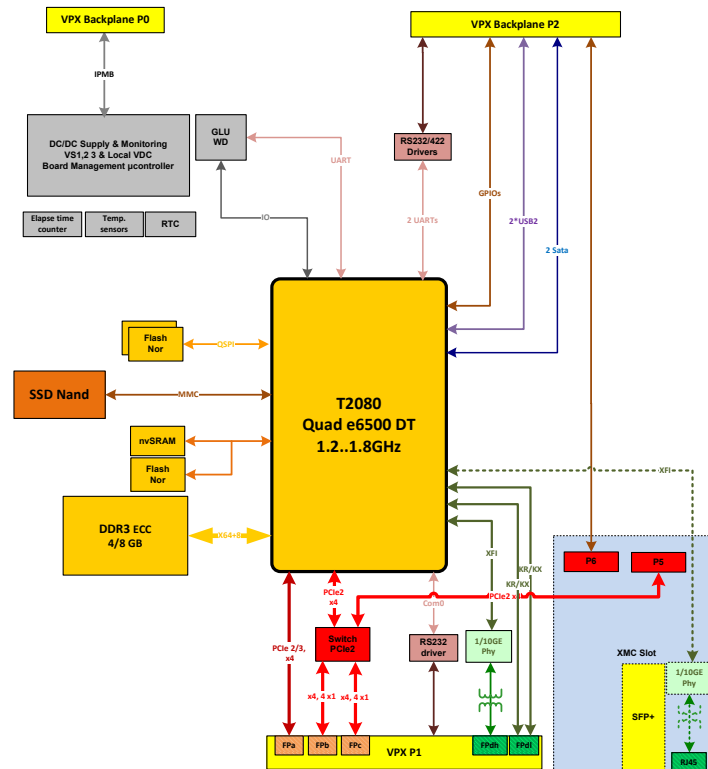 VPX Backplane P0
VPX Backplane P2
IPMB
DC/DC Supply & Monitoring
VS1,2 3 & Local VDC
Board Management µcontroller
GLU
WD
UART
RS232/422
Drivers
GPIOs
2*USB2
2 Sata
2 UARTs
IO
Elapse time
counter
Temp.
sensors
RTC
Flash
Nor
QSPI
SSD Nand
MMC
T2080
Quad e6500 DT
1.2..1.8GHz
nvSRAM
Flash
Nor
DDR3 ECC
4/8 GB
X64+8
XFI
XFI
KR/KX
KR/KX
P6
P5
PCIe2
x4
PCIe2 x4
Com0
PCIe 2/3,
x4
Switch
PCIe2
RS232
driver
1/10GE
Phy
XMC Slot
1/10GE
Phy
x4, 4 x1
x4, 4 x1
SFP+
FPa
FPb
FPc
VPX P1
FPdh
FPdl
RJ45